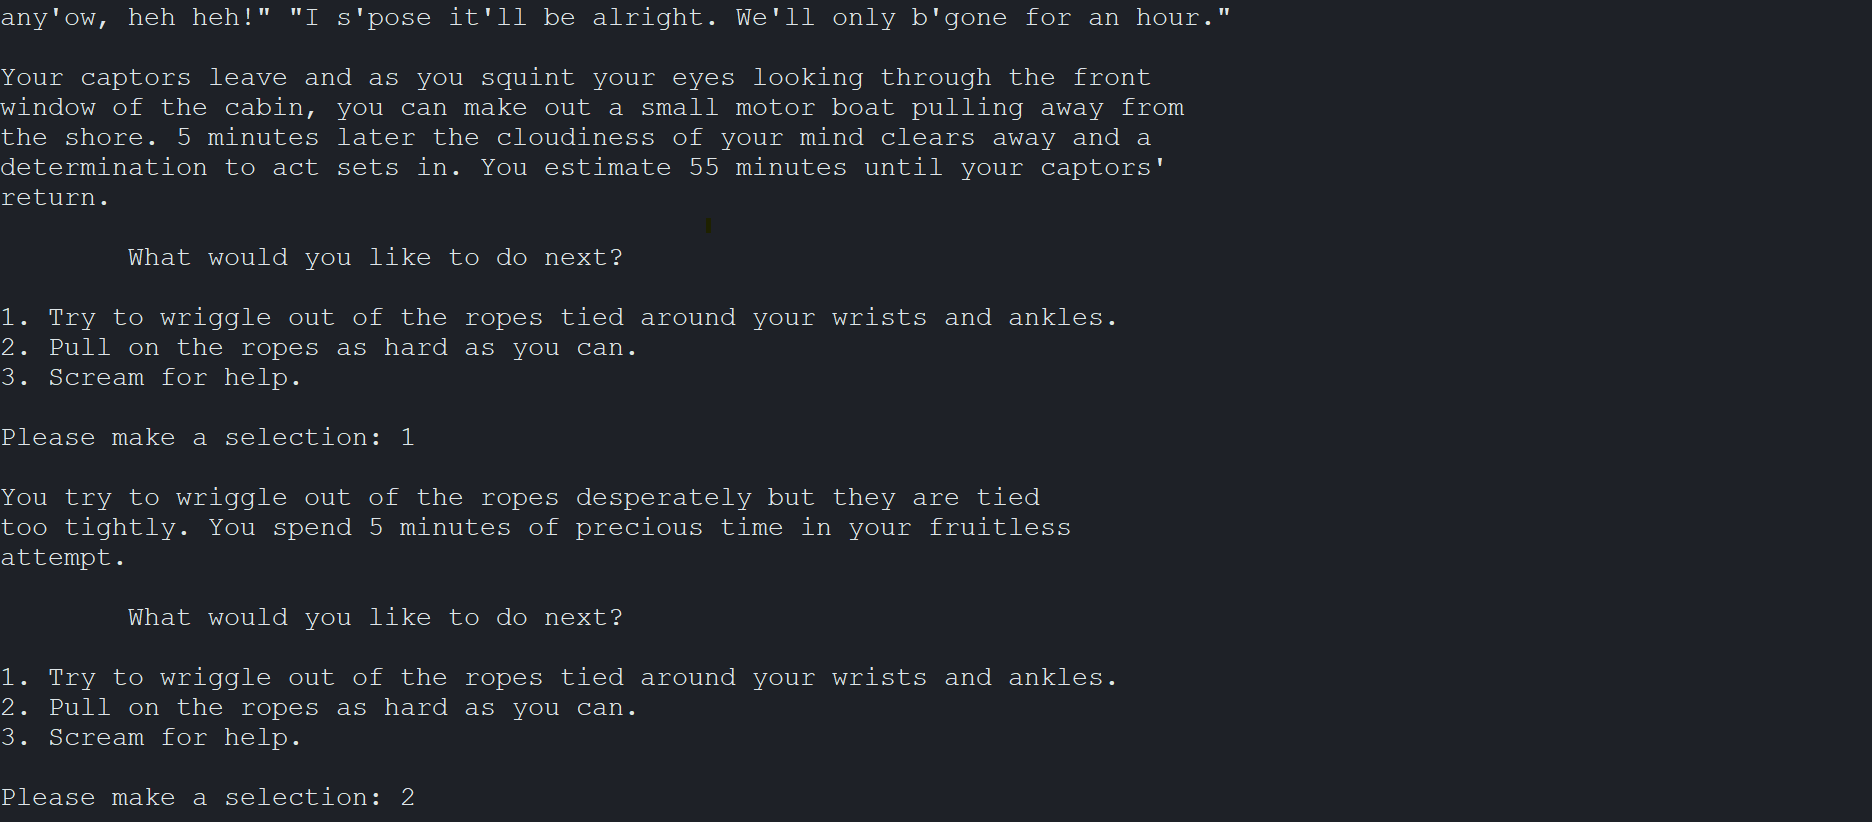 any'ow, heh heh!" "I s'pose it'll be alright. We'll only b'gone for an hour."
Your captors leave and as you squint your eyes looking through the front
window of the cabin, you can make out a small motor boat pulling away from
the shore. 5 minutes later the cloudiness of your mind clears away and a
determination to act sets in. You estimate 55 minutes until your captors'
return.
What would you like to do next?
1. Try to wriggle out of the ropes tied around your wrists and ankles.
2. Pull on the ropes as hard as you can.
3. Scream for help.
Please make a selection: 1
You try to wriggle out of the ropes desperately but they are tied
too tightly. You spend 5 minutes of precious time in your fruitless
attempt.
What would you like to do next?
1. Try to wriggle out of the ropes tied around your wrists and ankles.
2. Pull on the ropes as hard as you can.
3. Scream for help.
Please make a selection: 2